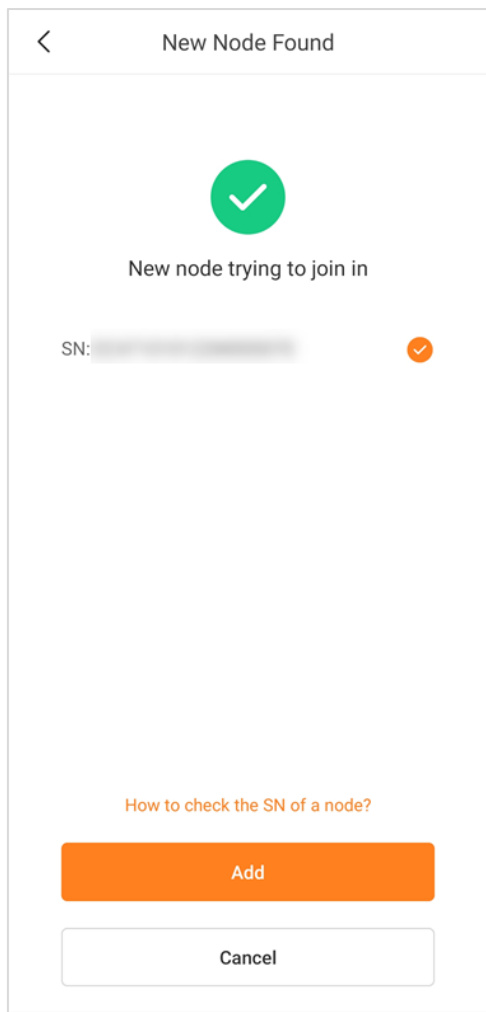 New Node Found
New node trying to join in
SN:
How to check the SN of a node?
Add
Cancel